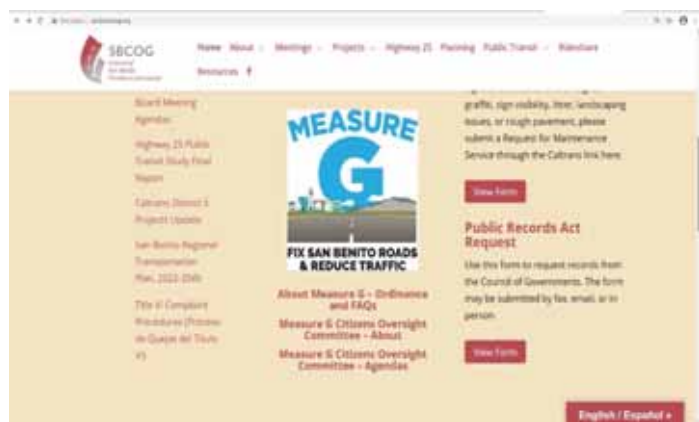 SBCOG
Home About Meetings Projects Highway 25 Planning Public Transit Rideshare
Resources
Board Meeting
Agendas
Highway 25 Public
Transit Study Final
Report
Caltrans District 5
Projects Update
San Benito Regional
Transportation
Plan, 2022-2045
Title VI Complaint
Procedures (Proceso
de Quejas del Título
VI)
MEASURE
G
FIX SAN BENITO ROADS
& REDUCE TRAFFIC
About Measure G – Ordinance
and FAQs
Measure G Citizens Oversight
Committee – About
Measure G Citizens Oversight
Committee – Agendas
graffiti, sign visibility, litter, landscaping
issues, or rough pavement, please
submit a Request for Maintenance
Service through the Caltrans link here.
View Form
Public Records Act
Request
Use this form to request records from
the Council of Governments. The form
may be submitted by fax, email, or in
person.
View Form
English / Español »